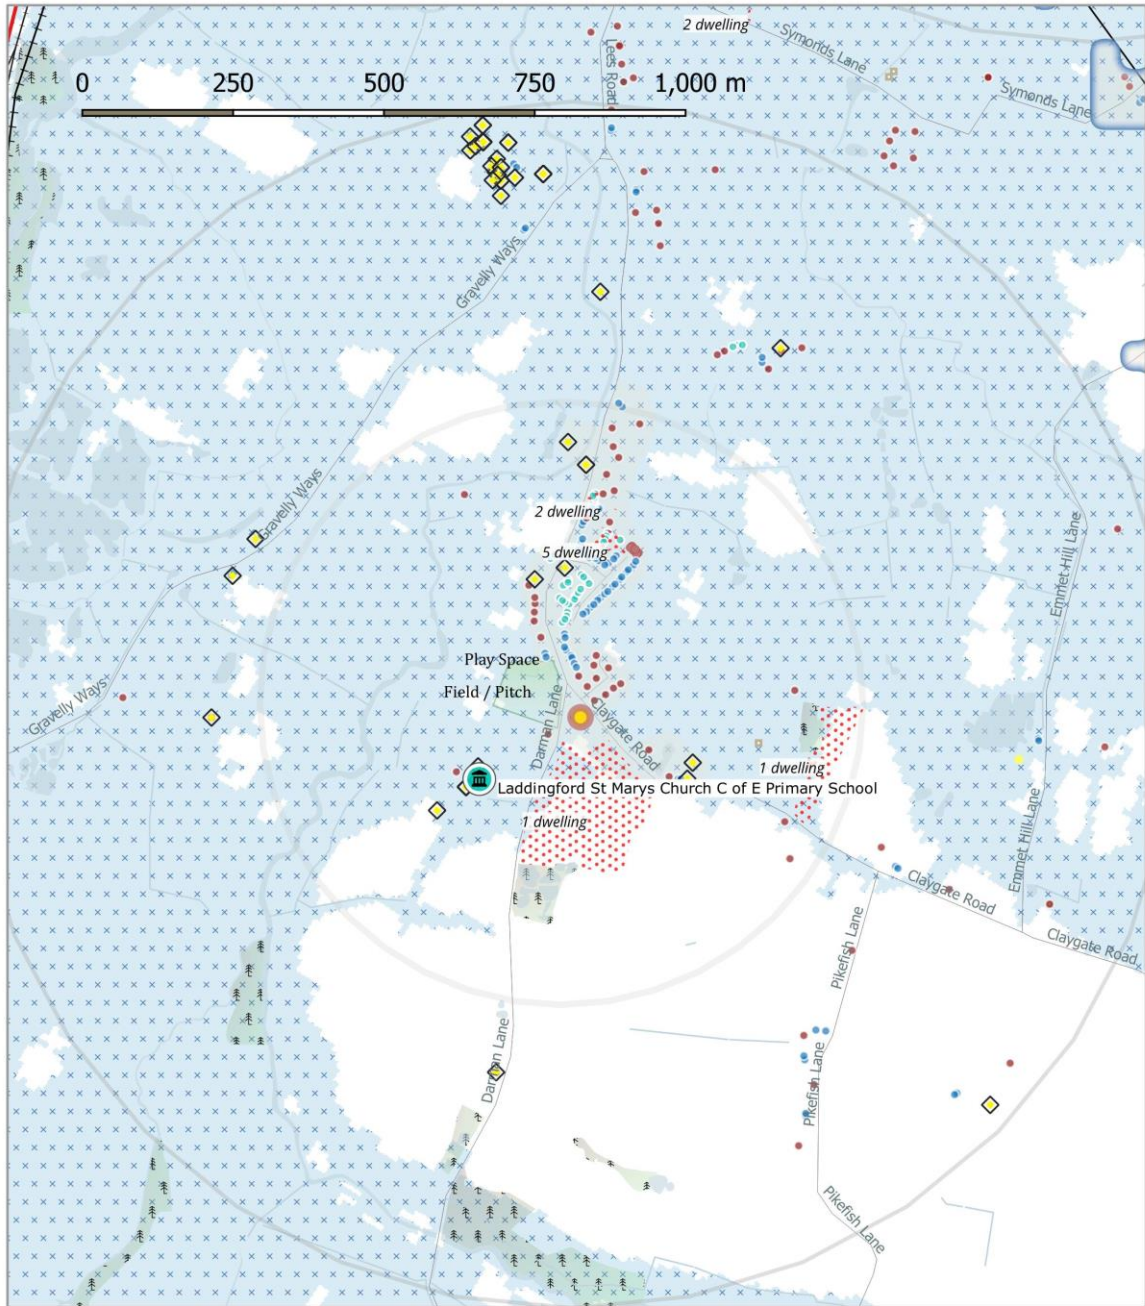 2 dwelling
Symonds Lane
Lees Road
0 250 500 750 1,000 m
Symonds Lane
Gravelly Ways
Gravelly Ways
2 dwelling
5 dwelling
Emmet Hill Lane
Play Space
Field / Pitch
Gravelly Ways
Darman Lane
Claygate Road
1 dwelling
Laddingford St Marys Church C of E Primary School
1 dwelling
Emmet Hill Lane
Claygate Road
Pikefish Lane
Claygate Road
Darman Lane
Pikefish Lane
Pikefish Lane